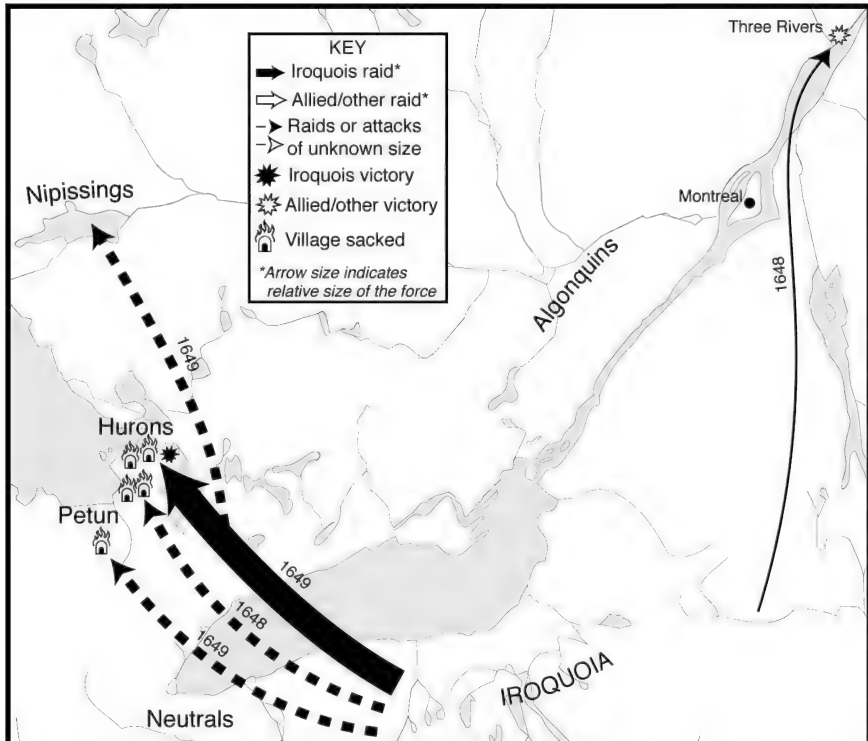 KEY
Iroquois raid*
Allied/other raid*
Raids or attacks
of unknown size
Iroquois victory
Allied/other victory
Village sacked
*Arrow size indicates
relative size of the force
Three Rivers
Nipissings
Montreal
Algonquins
1648
1649
Hurons
Petun
1649
1648
1649
IROQUOIA
Neutrals